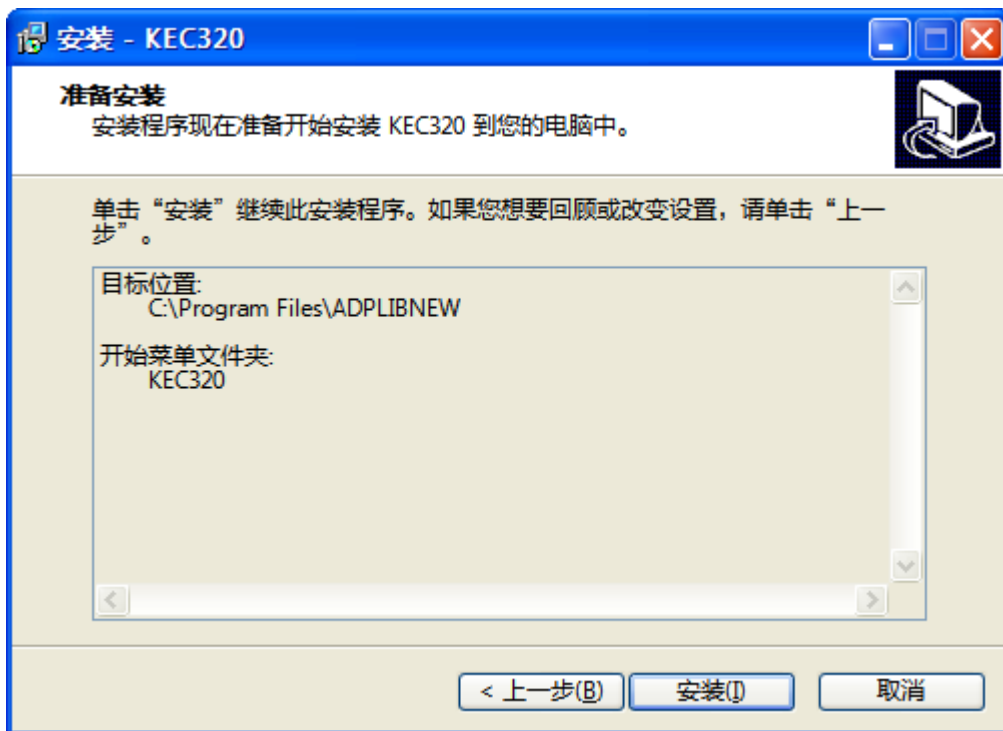 安装 - KEC320
准备安装
安装程序现在准备开始安装 KEC320 到您的电脑中。
单击“安装”继续此安装程序。如果您想要回顾或改变设置，请单击“上一
步”。
目标位置:
C:\Program Files\ADPLIBNEW
开始菜单文件夹:
KEC320
< 上一步(B) 安装(I) 取消